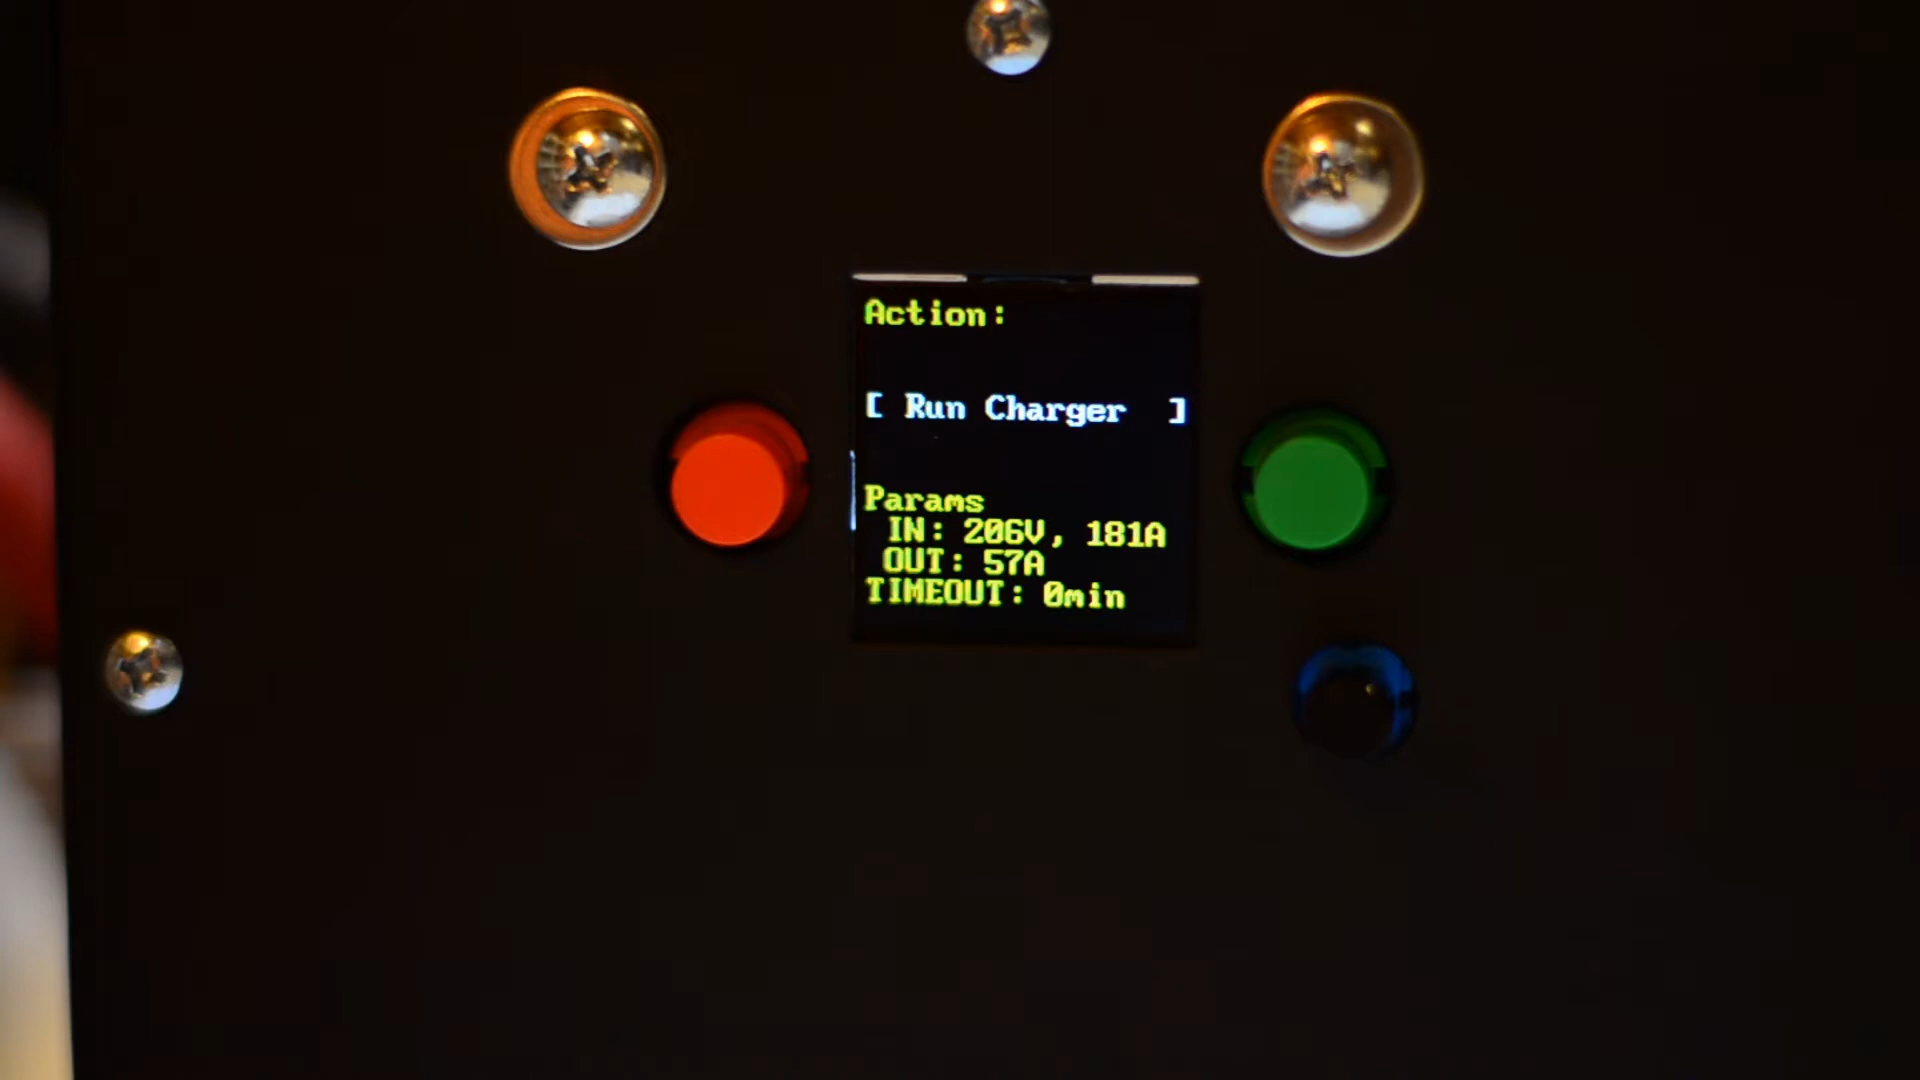 Action:
[ Run Charger ]
Params
IN: 206V, 181A
OUT: 57A
TIMEOUT: 0min